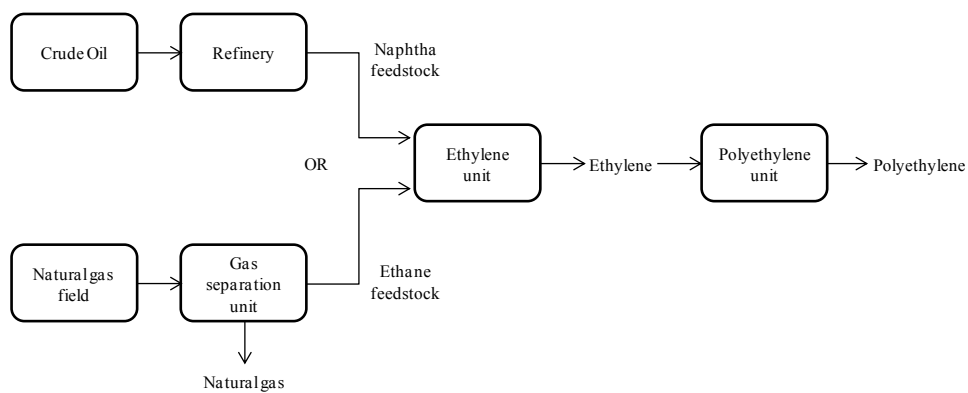 Crude Oil
Refinery
Naphtha
feedstock
OR
Ethylene
unit
Ethylene
Polyethylene
unit
Polyethylene
Natural gas
field
Gas
separation
unit
Ethane
feedstock
Natural gas